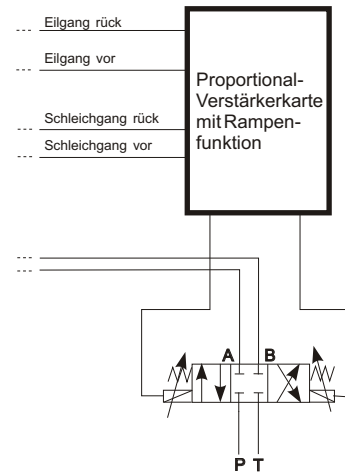 Eilgang rück
Eilgang vor
Proportional-
Verstärkerkarte
mit Rampen-
funktion
Schleichgang rück
Schleichgang vor
A B
P T